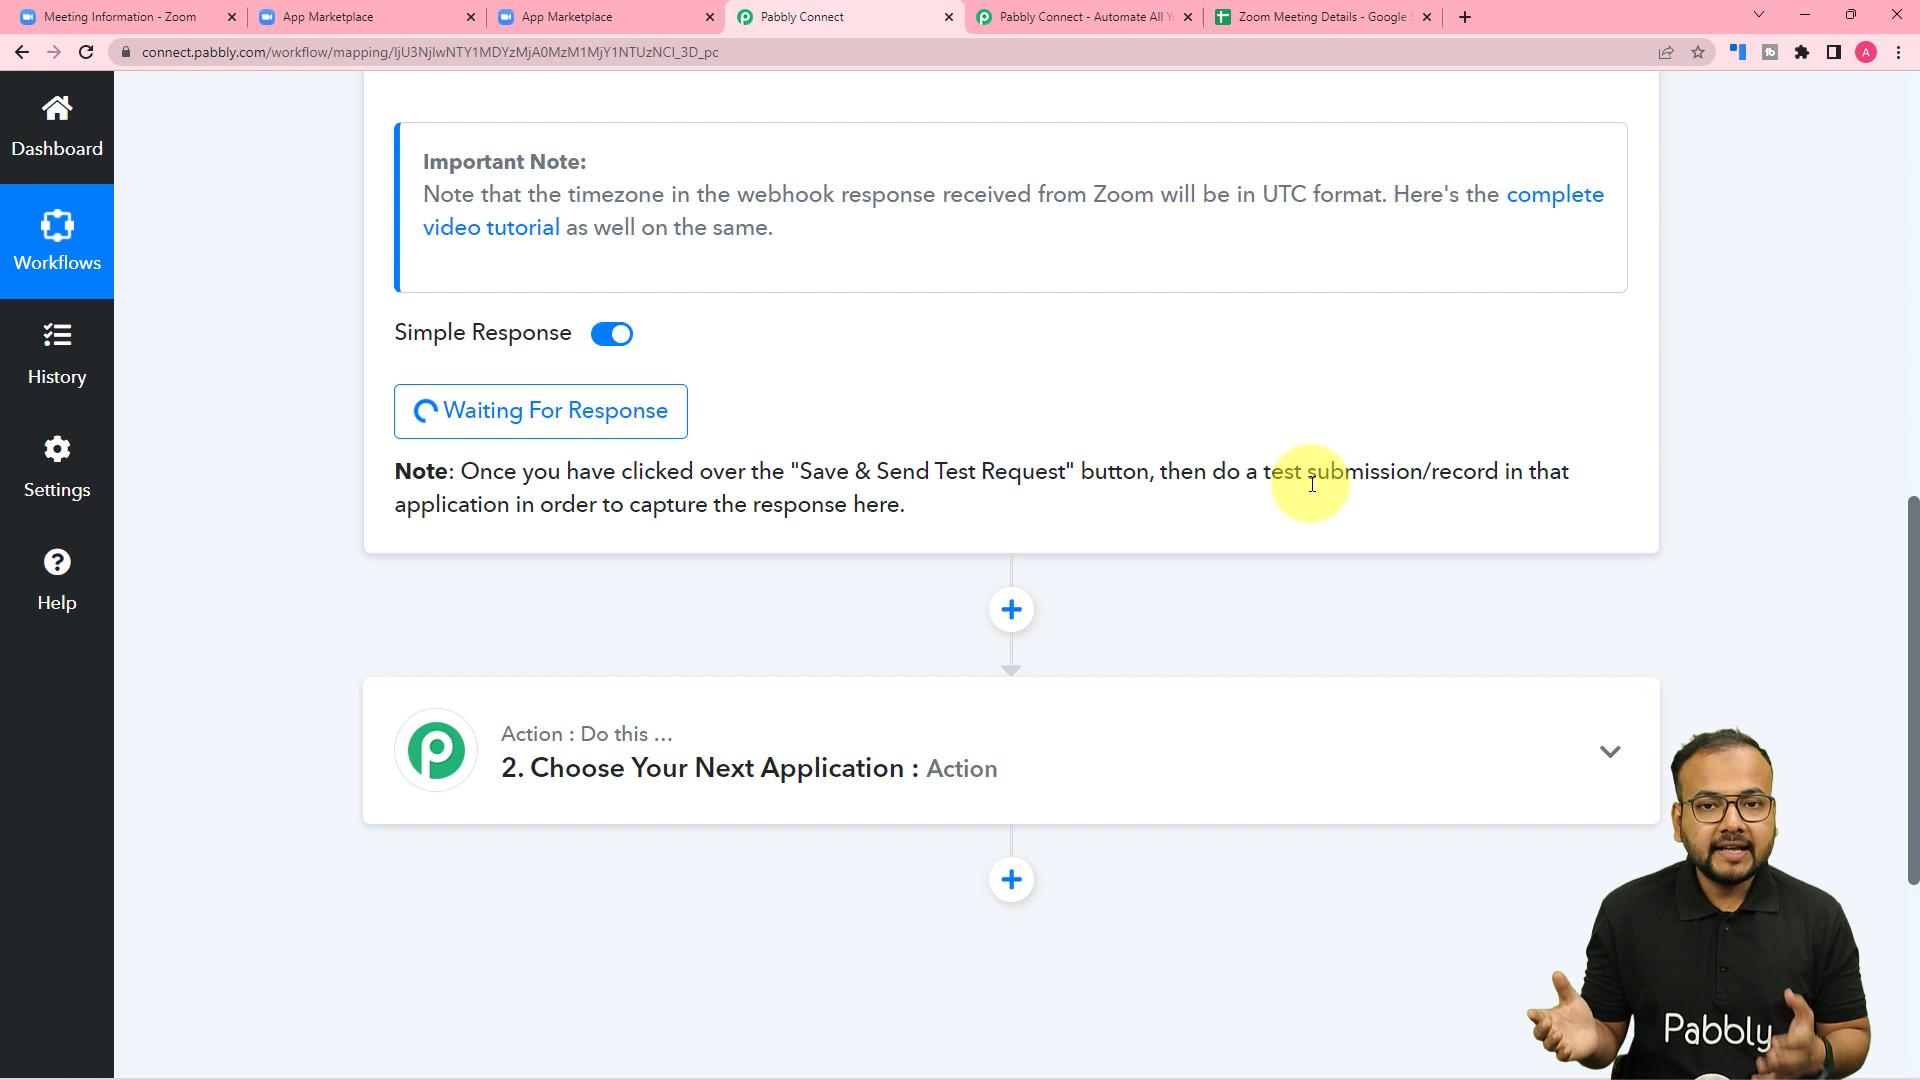 Meeting Information - Zoom
App Marketplace
App Marketplace
Pabbly Connect
Pabbly Connect - Automate All Y
Zoom Meeting Details - Google S
connect.pabbly.com/workflow/mapping/IjU3NjIwNTY1MDYzMjA0MzM1MjY1NTUzNCI_3D_pc
A
Dashboard
Workflows
History
Settings
Help
Important Note:
Note that the timezone in the webhook response received from Zoom will be in UTC format. Here's the complete
video tutorial as well on the same.
Simple Response
Waiting For Response
Note: Once you have clicked over the "Save & Send Test Request" button, then do a test submission/record in that
application in order to capture the response here.
Action : Do this ...
2. Choose Your Next Application : Action
Pabbly